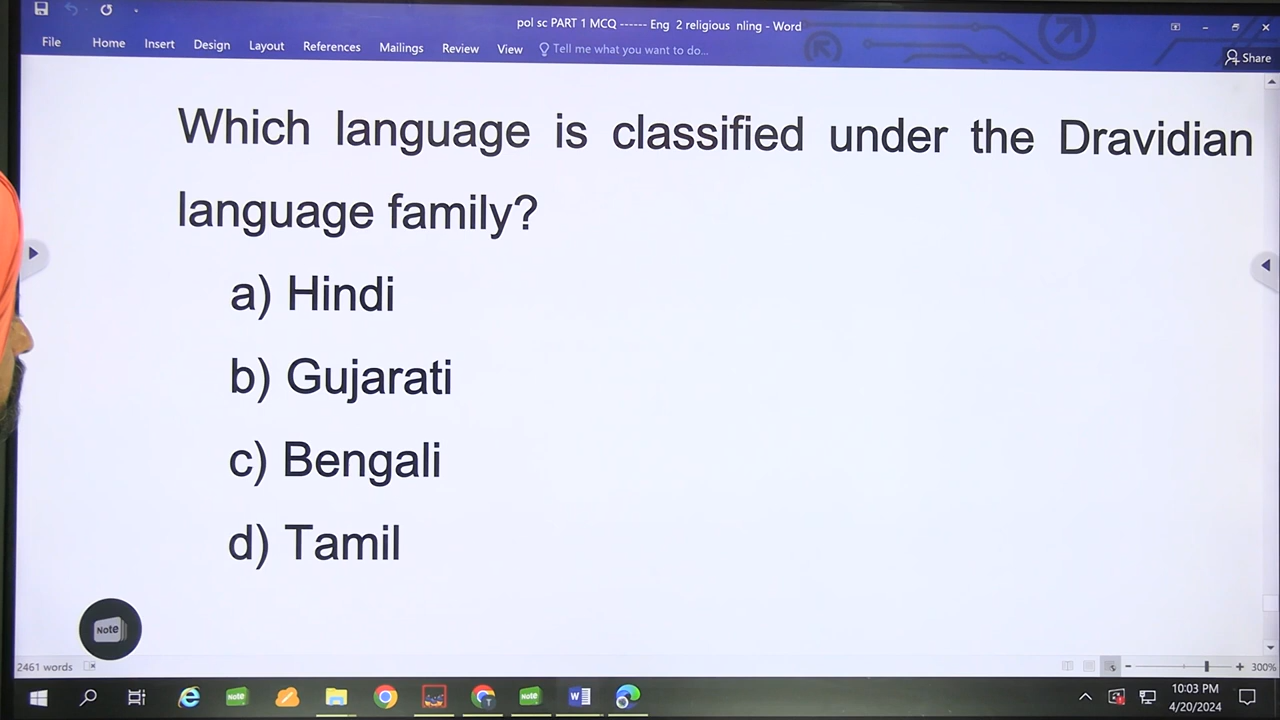 pol sc PART 1 MCQ ------ Eng 2 religious nling - Word
File Home Insert Design Layout References Mailings Review View Tell me what you want to do... Share
Which language is classified under the Dravidian
language family?
a) Hindi
b) Gujarati
c) Bengali
d) Tamil
Note
2461 words 300%
Note Note
10:03 PM
4/20/2024